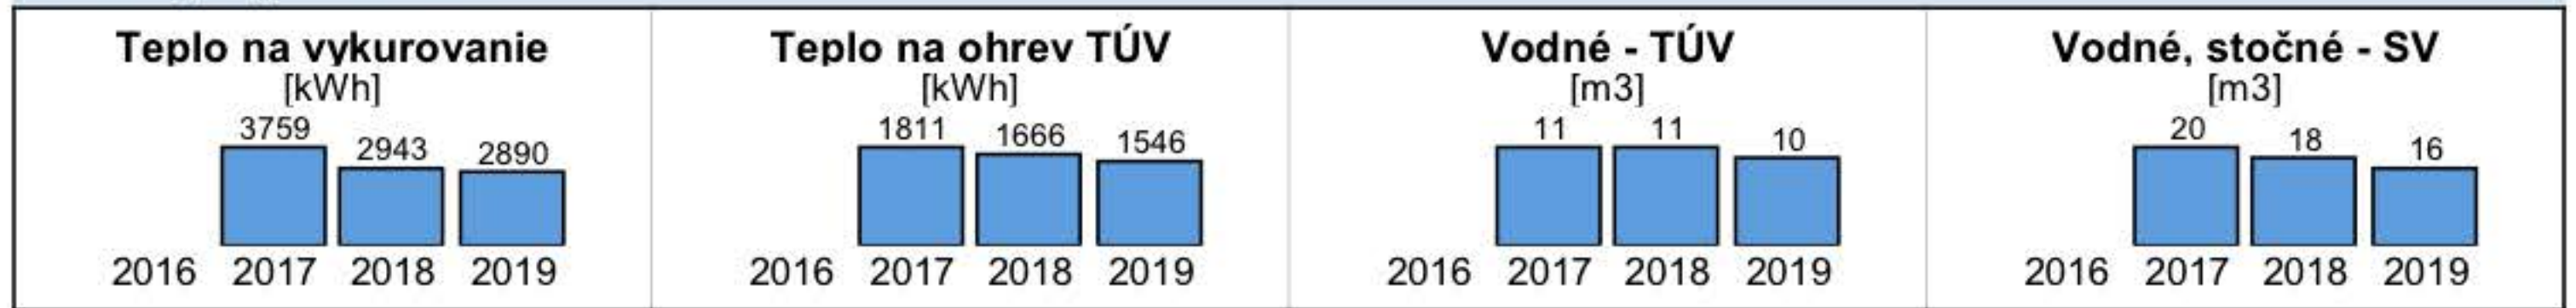 Teplo na vykurovanie
[kWh]
3759
2943
2890
2016 2017 2018 2019
Teplo na ohrev TÚV
[kWh]
1811
1666
1546
2016 2017 2018 2019
Vodné - TÚV
[m3]
11
11
10
2016 2017 2018 2019
Vodné, stočné - SV
[m3]
20
18
16
2016 2017 2018 2019